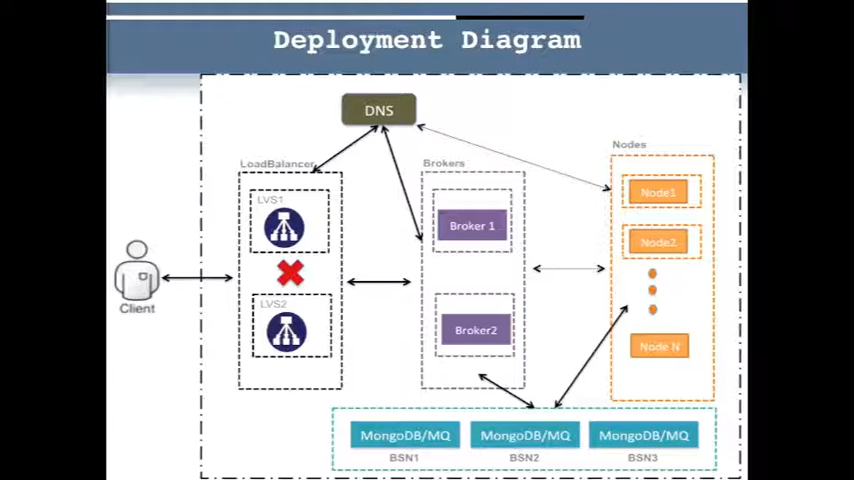 Deployment Diagram
DNS
LoadBalancer
Brokers
Nodes
LVS1
Broker 1
Node1
Node2
Client
LVS2
Broker2
Node N
MongoDB/MQ
MongoDB/MQ
MongoDB/MQ
BSN1
BSN2
BSN3